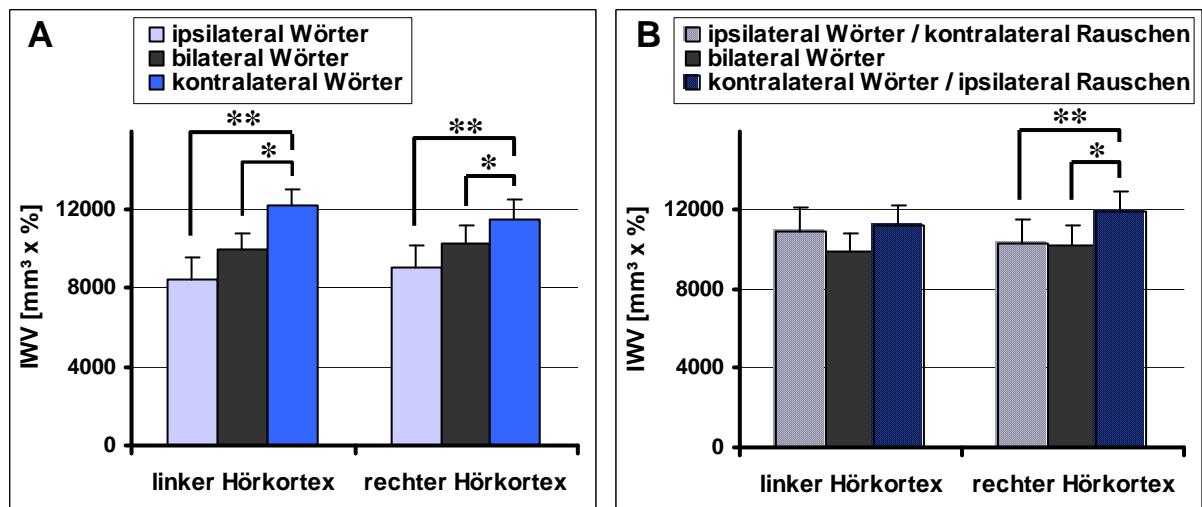 A
ipsilateral Wörter
bilateral Wörter
kontralateral Wörter
** ** 
* *
IWV [mm³ x %]
12000
8000
4000
0
linker Hörkortex rechter Hörkortex
B
ipsilateral Wörter / kontralateral Rauschen
bilateral Wörter
kontralateral Wörter / ipsilateral Rauschen
**
*
IWV [mm³ x %]
12000
8000
4000
0
linker Hörkortex rechter Hörkortex